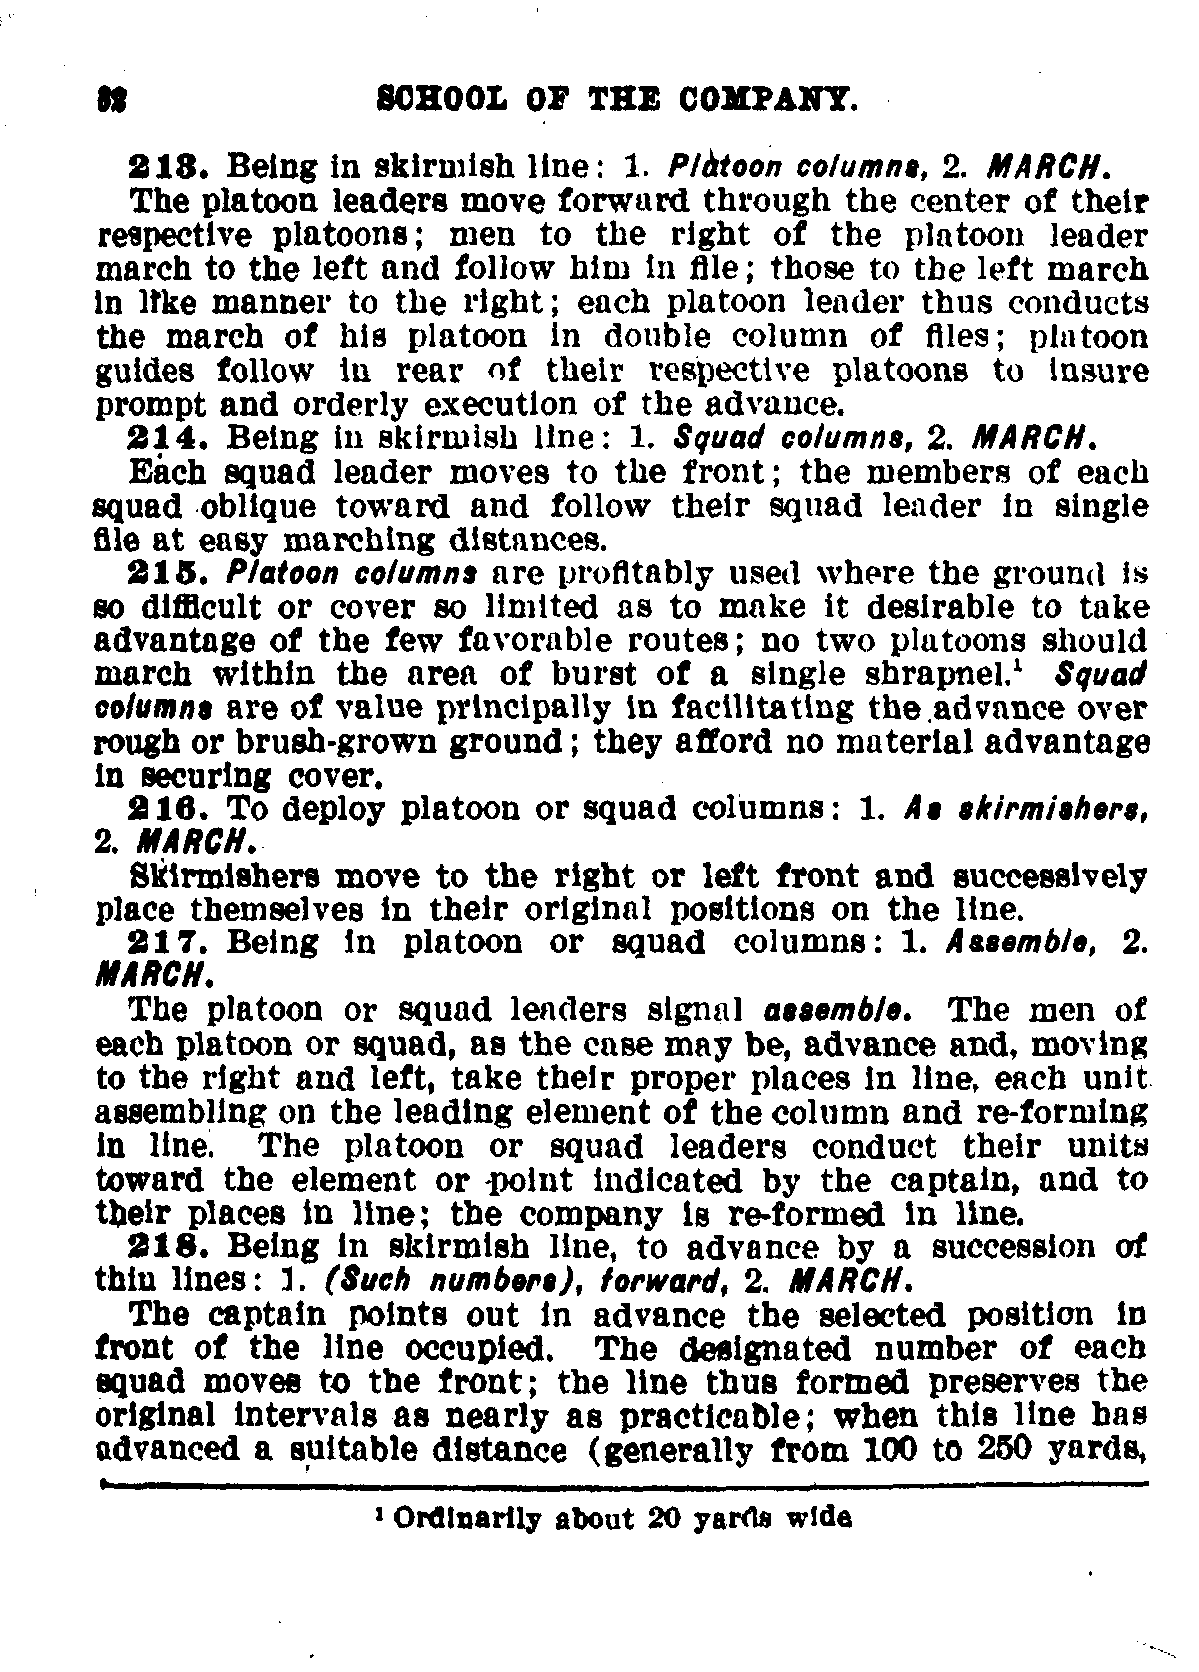 52 SCHOOL OF THE COMPANY.
213. Being in skirmish line: 1. Platoon columns, 2. MARCH.
The platoon leaders move forward through the center of their
respective platoons; men to the right of the platoon leader
march to the left and follow him in file; those to the left march
in like manner to the right; each platoon leader thus conducts
the march of his platoon in double column of files; platoon
guides follow in rear of their respective platoons to insure
prompt and orderly execution of the advance.
214. Being in skirmish line: 1. Squad columns, 2. MARCH.
Each squad leader moves to the front; the members of each
squad oblique toward and follow their squad leader in single
file at easy marching distances.
215. Platoon columns are profitably used where the ground is
so difficult or cover so limited as to make it desirable to take
advantage of the few favorable routes; no two platoons should
march within the area of burst of a single shrapnel.¹ Squad
columns are of value principally in facilitating the advance over
rough or brush-grown ground; they afford no material advantage
in securing cover.
216. To deploy platoon or squad columns: 1. As skirmishers,
2. MARCH.
Skirmishers move to the right or left front and successively
place themselves in their original positions on the line.
217. Being in platoon or squad columns: 1. Assemble, 2.
MARCH.
The platoon or squad leaders signal assemble. The men of
each platoon or squad, as the case may be, advance and, moving
to the right and left, take their proper places in line, each unit
assembling on the leading element of the column and re-forming
in line. The platoon or squad leaders conduct their units
toward the element or point indicated by the captain, and to
their places in line; the company is re-formed in line.
218. Being in skirmish line, to advance by a succession of
thin lines: 1. (Such numbers), forward, 2. MARCH.
The captain points out in advance the selected position in
front of the line occupied. The designated number of each
squad moves to the front; the line thus formed preserves the
original intervals as nearly as practicable; when this line has
advanced a suitable distance (generally from 100 to 250 yards,
¹ Ordinarily about 20 yards wide